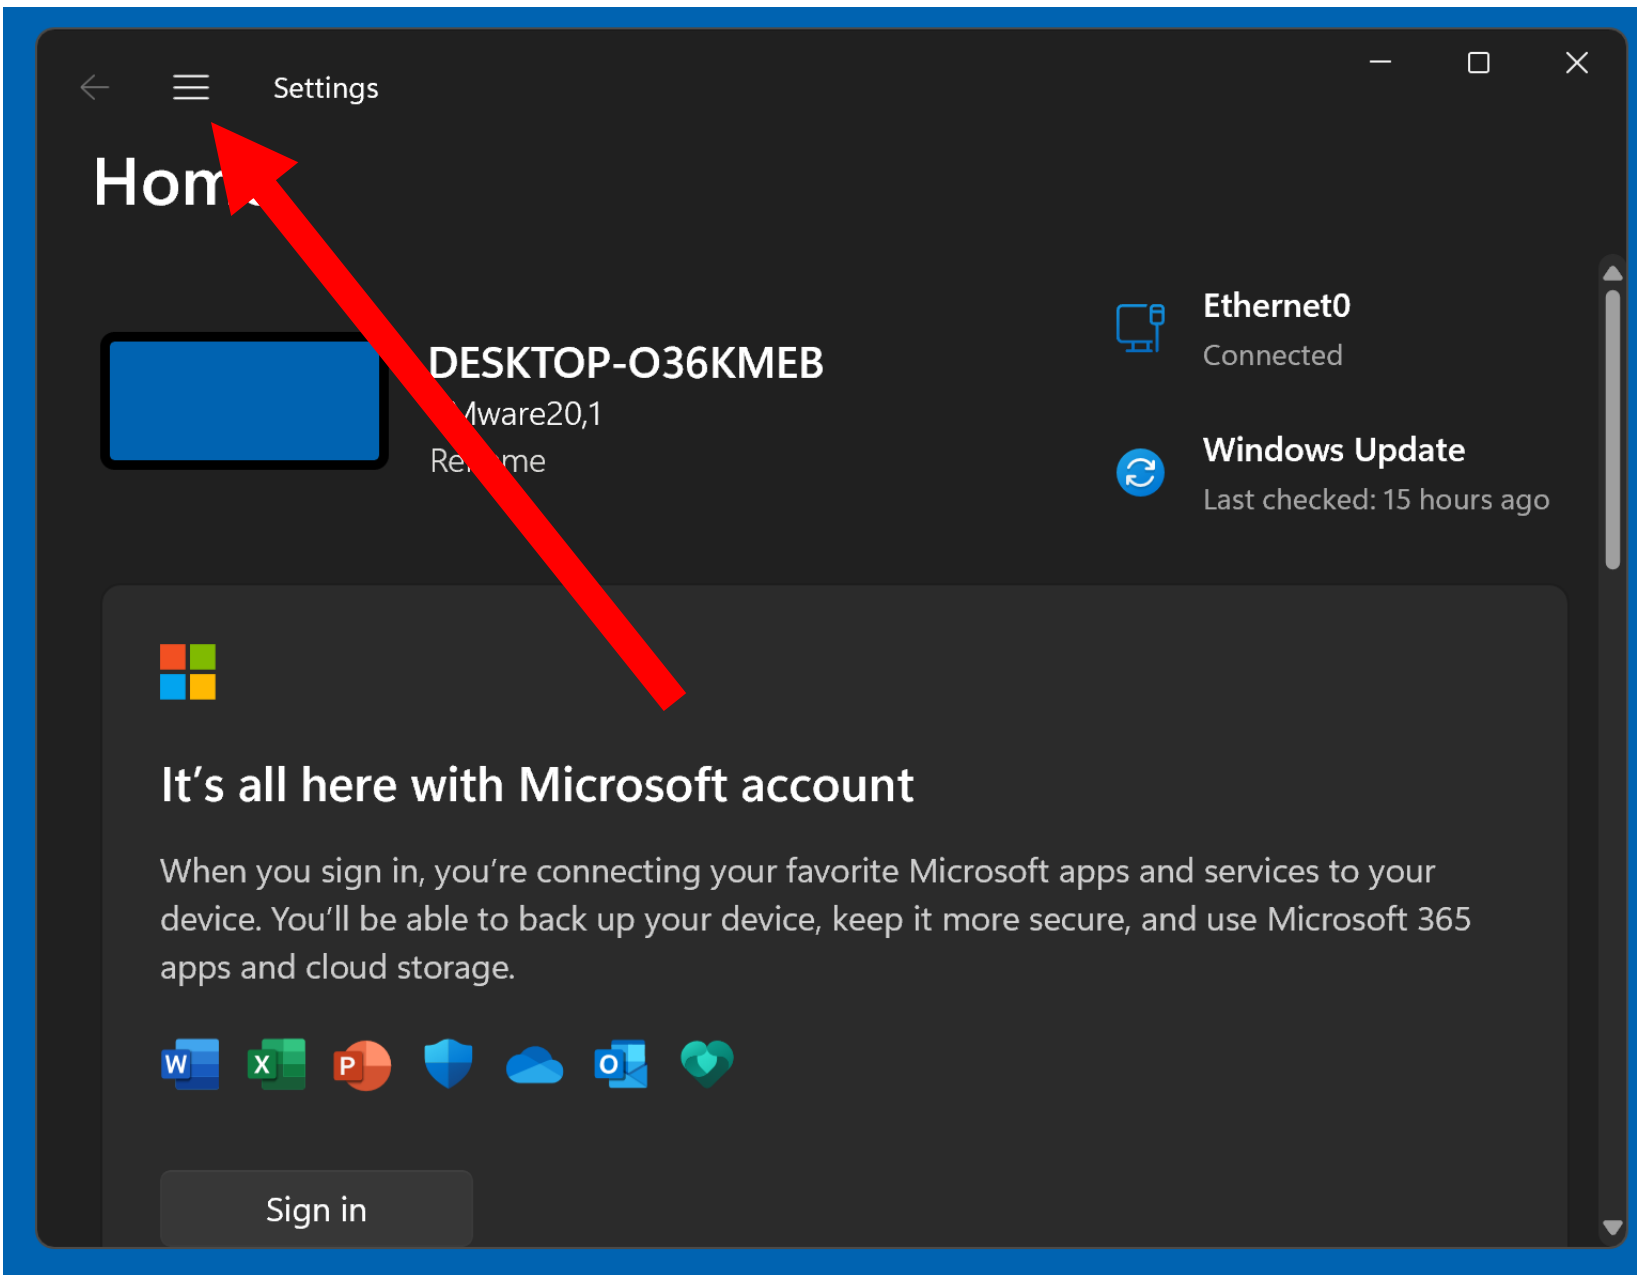 Settings
DESKTOP-O36KMEB
Mware20,1
Ethernet0
Connected
Windows Update
Last checked: 15 hours ago
It’s all here with Microsoft account
When you sign in, you’re connecting your favorite Microsoft apps and services to your
device. You’ll be able to back up your device, keep it more secure, and use Microsoft 365
apps and cloud storage.
W X P O
Sign in